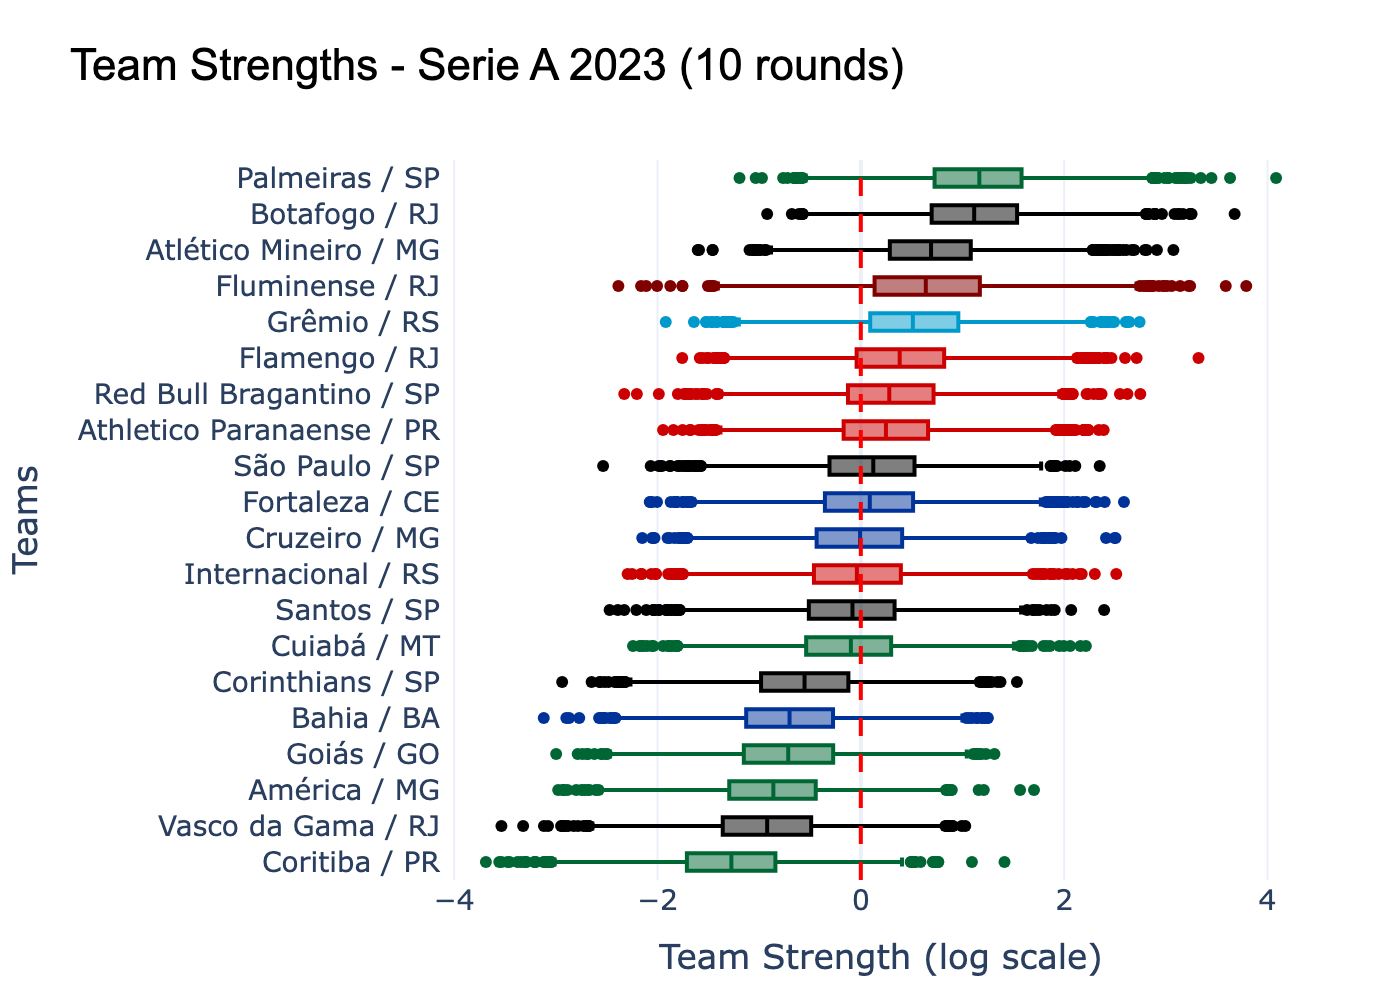 Team Strengths - Serie A 2023 (10 rounds)
Palmeiras / SP
Botafogo / RJ
Atlético Mineiro / MG
Fluminense / RJ
Grêmio / RS
Flamengo / RJ
Red Bull Bragantino / SP
Athletico Paranaense / PR
São Paulo / SP
Fortaleza / CE
Cruzeiro / MG
Internacional / RS
Santos / SP
Cuiabá / MT
Corinthians / SP
Bahia / BA
Goiás / GO
América / MG
Vasco da Gama / RJ
Coritiba / PR
Teams
−4 −2 0 2 4
Team Strength (log scale)